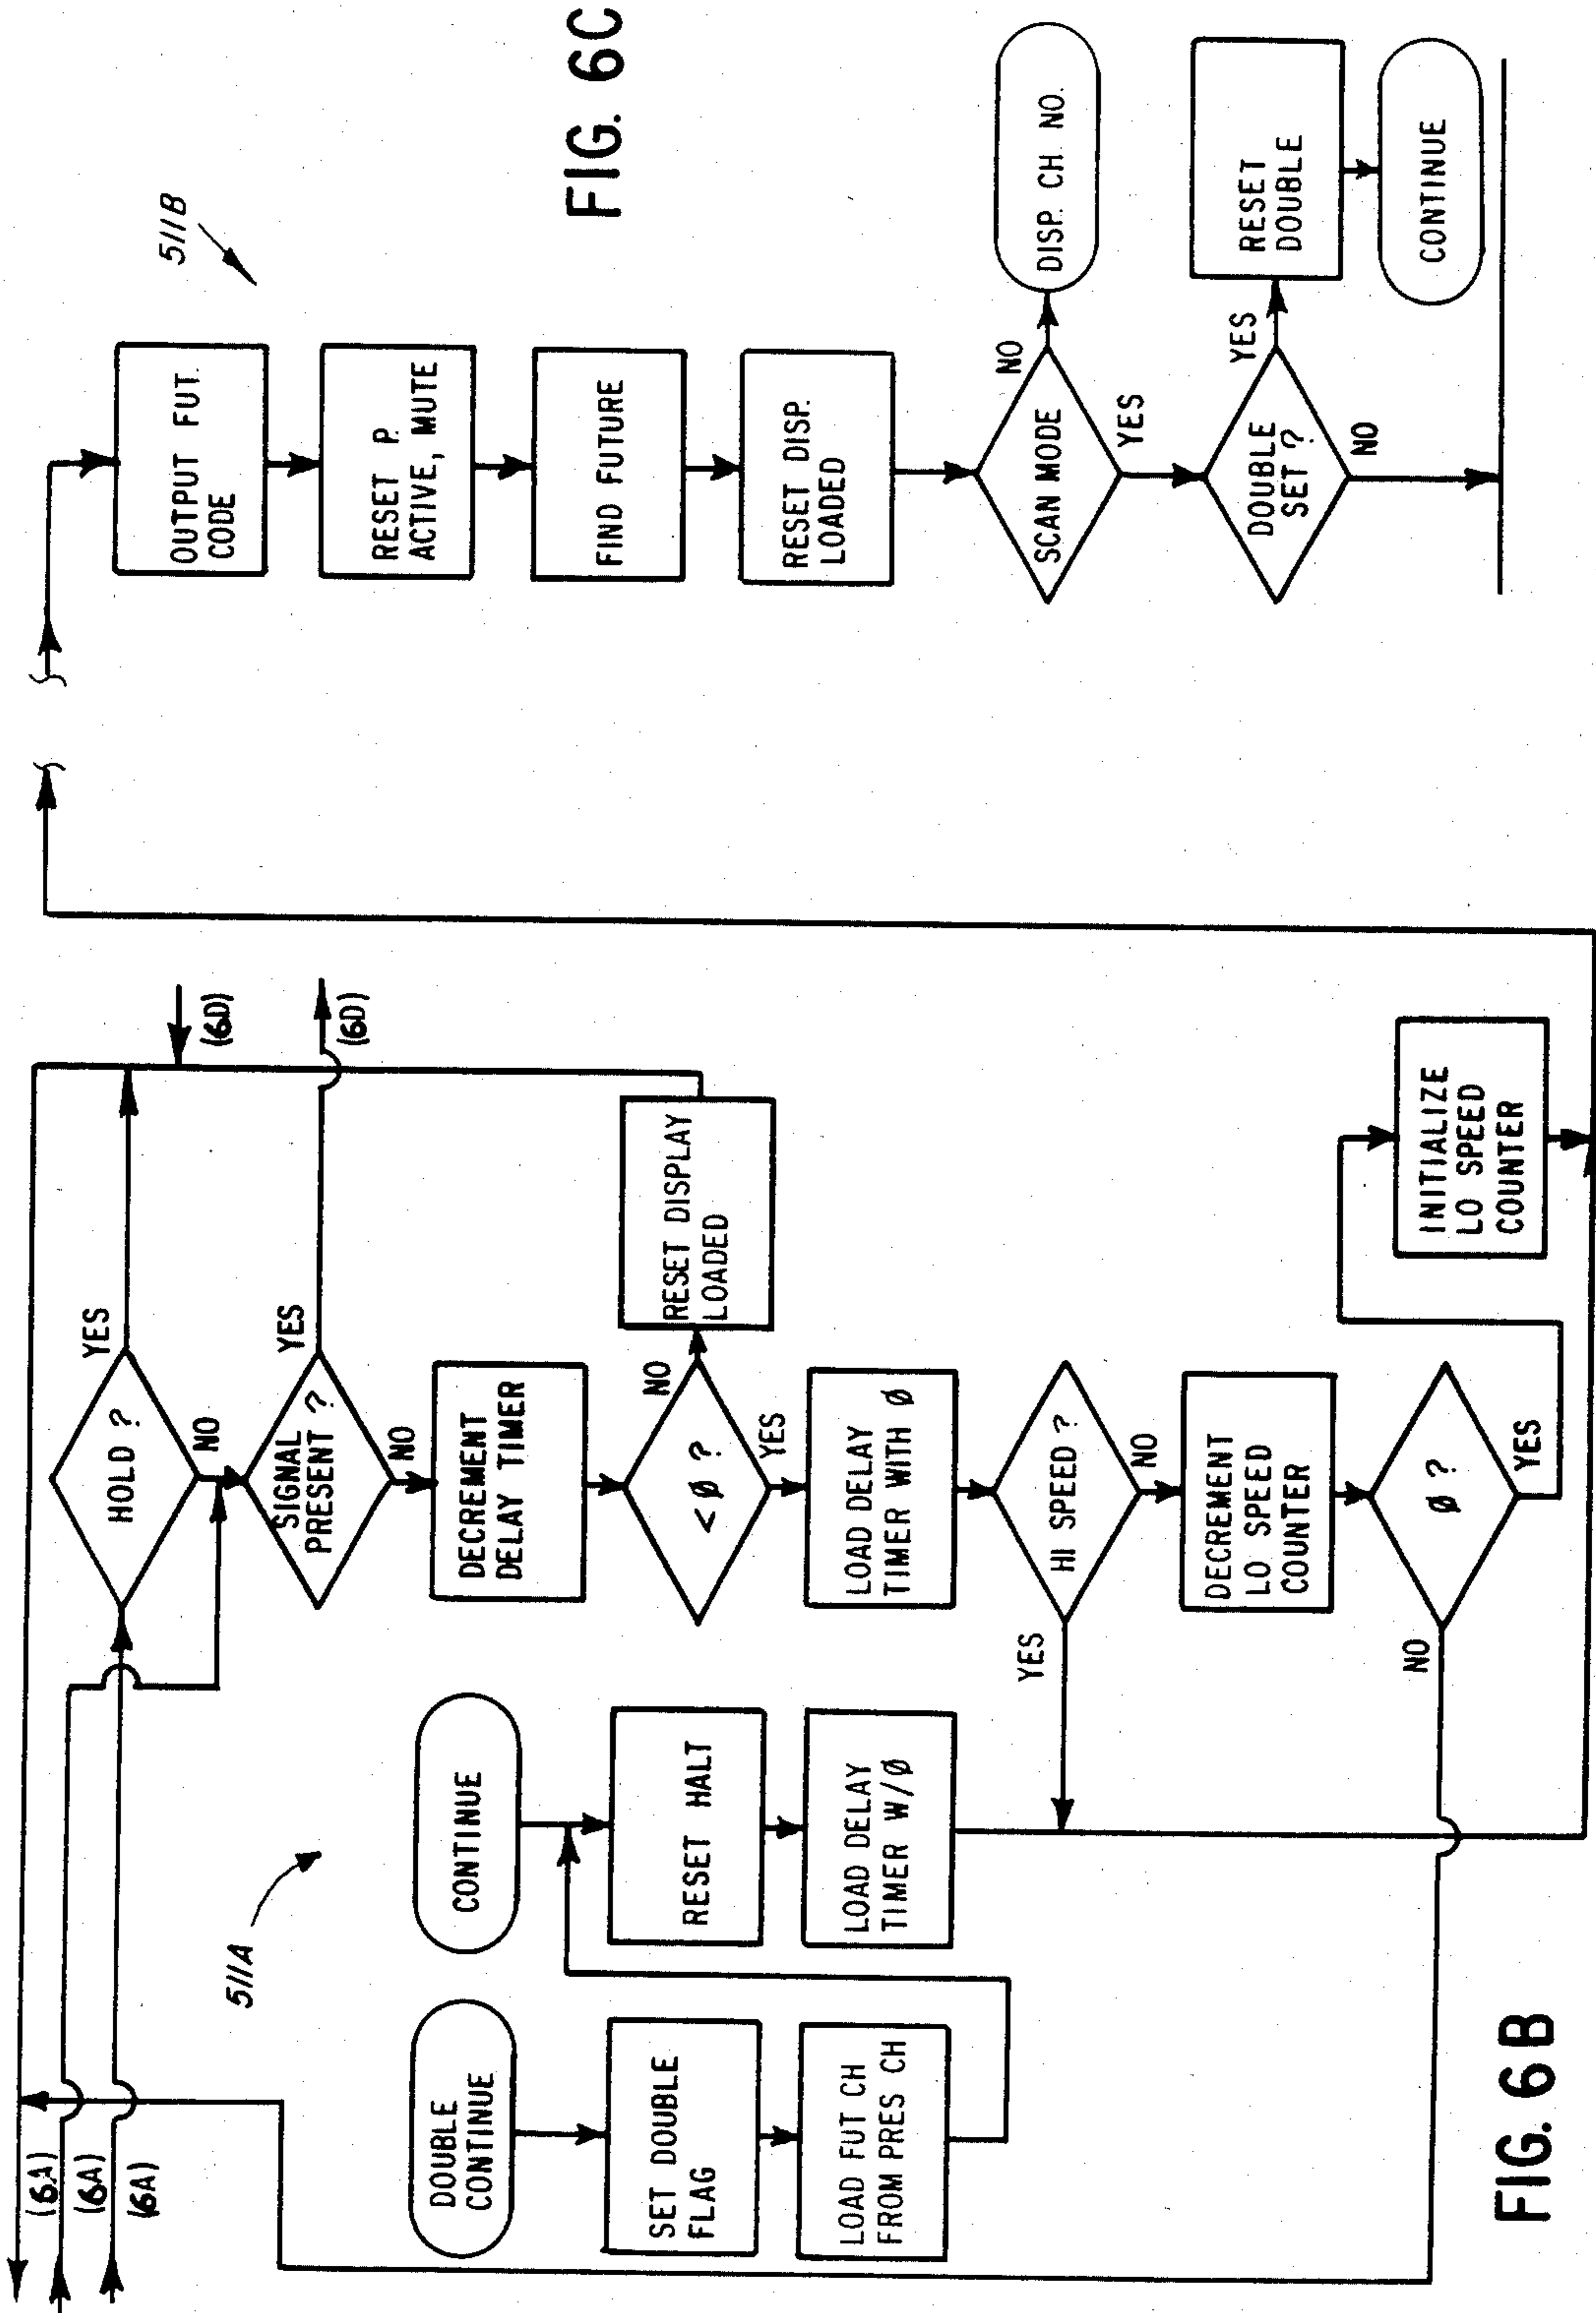 (6A)
(6A)
(6A)
511A
DOUBLE
CONTINUE
SET DOUBLE
FLAG
LOAD FUT CH
FROM PRES CH
CONTINUE
RESET HALT
LOAD DELAY
TIMER W/Ø
HOLD ?
YES
NO
SIGNAL
PRESENT ?
YES
NO
(6D)
(6D)
DECREMENT
DELAY TIMER
< Ø ?
NO
YES
RESET DISPLAY
LOADED
LOAD DELAY
TIMER WITH Ø
HI SPEED ?
YES
NO
DECREMENT
LO SPEED
COUNTER
Ø ?
NO
YES
INITIALIZE
LO SPEED
COUNTER
FIG. 6B
511B
OUTPUT FUT.
CODE
RESET P.
ACTIVE, MUTE
FIND FUTURE
RESET DISP.
LOADED
SCAN MODE
NO
YES
DISP. CH. NO.
DOUBLE
SET ?
YES
NO
RESET
DOUBLE
CONTINUE
FIG. 6C